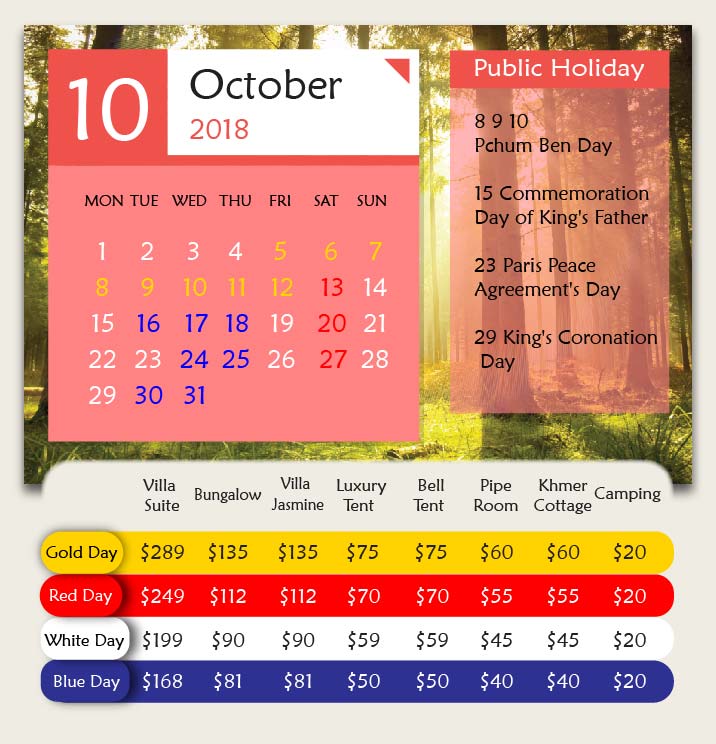 10
October
2018
MON TUE WED THU FRI SAT SUN
1 2 3 4 5 6 7
8 9 10 11 12 13 14
15 16 17 18 19 20 21
22 23 24 25 26 27 28
29 30 31
Public Holiday
8 9 10
Pchum Ben Day
15 Commemoration
Day of King's Father
23 Paris Peace
Agreement's Day
29 King's Coronation
Day
Villa Suite Bungalow Villa Jasmine Luxury Tent Bell Tent Pipe Room Khmer Cottage Camping
Gold Day $289 $135 $135 $75 $75 $60 $60 $20
Red Day $249 $112 $112 $70 $70 $55 $55 $20
White Day $199 $90 $90 $59 $59 $45 $45 $20
Blue Day $168 $81 $81 $50 $50 $40 $40 $20